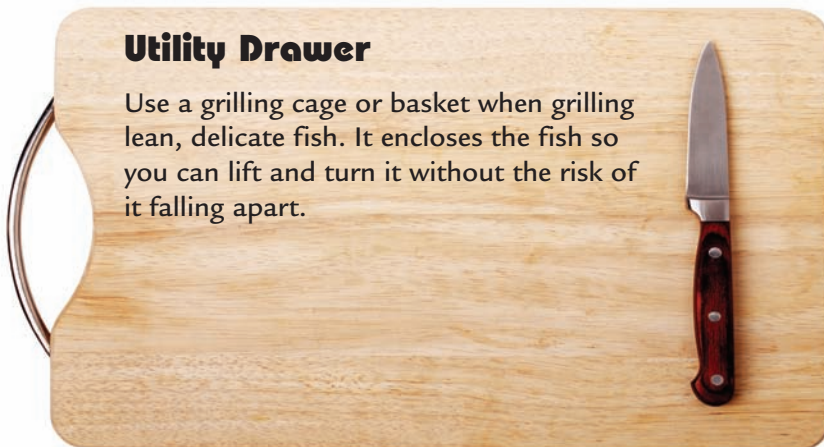 Utility Drawer
Use a grilling cage or basket when grilling
lean, delicate fish. It encloses the fish so
you can lift and turn it without the risk of
it falling apart.